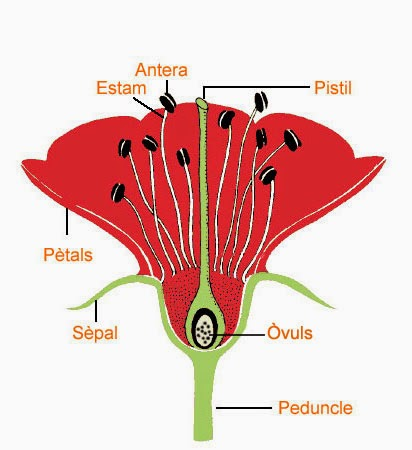 Antera
Estam
Pistil
Pètals
Sèpal
Òvuls
Peduncle